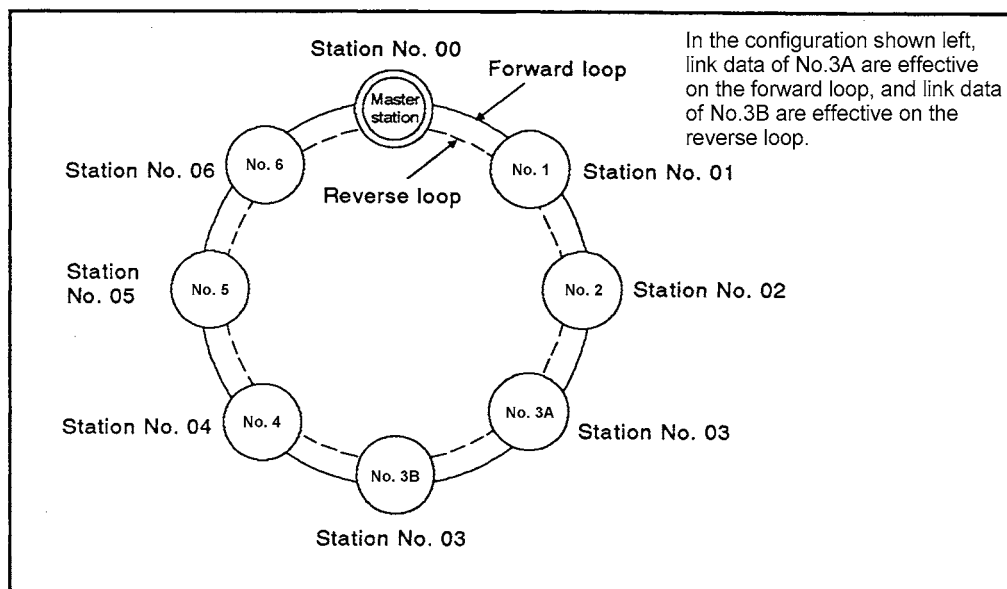 Station No. 00
In the configuration shown left,
link data of No.3A are effective
on the forward loop, and link data
of No.3B are effective on the
reverse loop.
Forward loop
Master
station
Station No. 06
No. 6
Reverse loop
No. 1
Station No. 01
Station
No. 05
No. 5
No. 2
Station No. 02
Station No. 04
No. 4
No. 3A
Station No. 03
No. 3B
Station No. 03